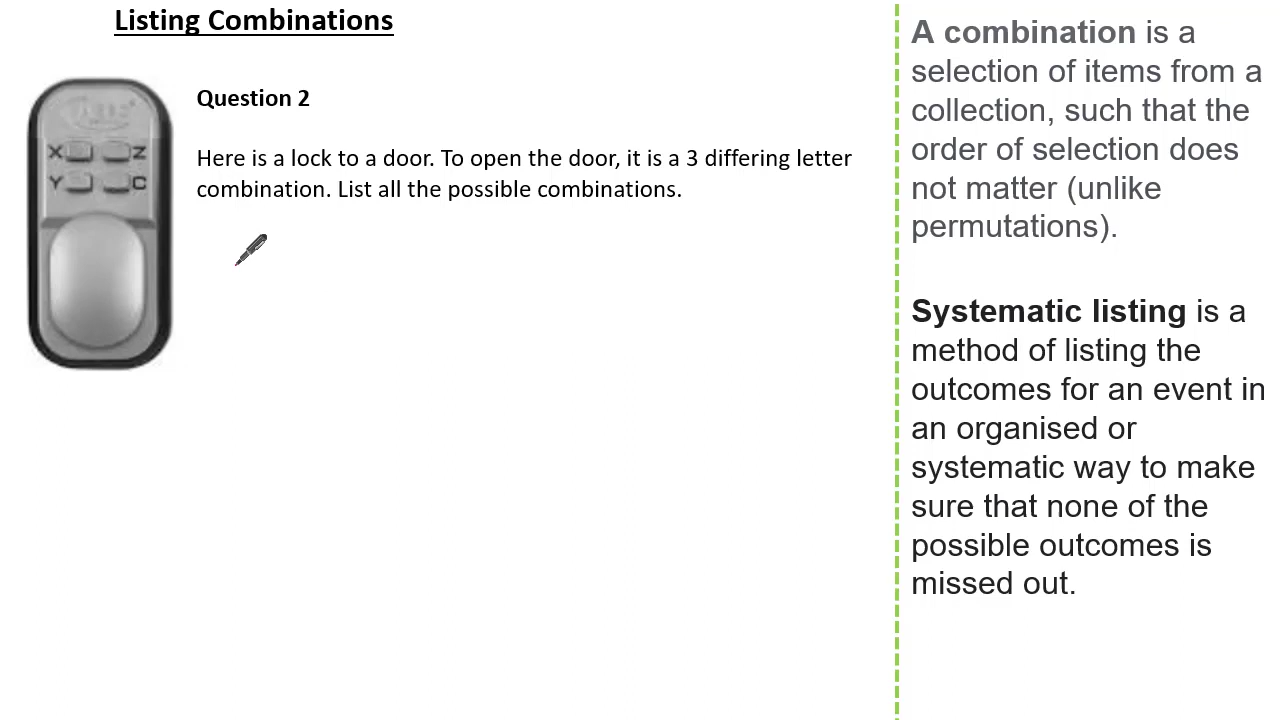 Listing Combinations
Question 2
Here is a lock to a door. To open the door, it is a 3 differing letter
combination. List all the possible combinations.
X Z
Y C
A combination is a
selection of items from a
collection, such that the
order of selection does
not matter (unlike
permutations).
Systematic listing is a
method of listing the
outcomes for an event in
an organised or
systematic way to make
sure that none of the
possible outcomes is
missed out.